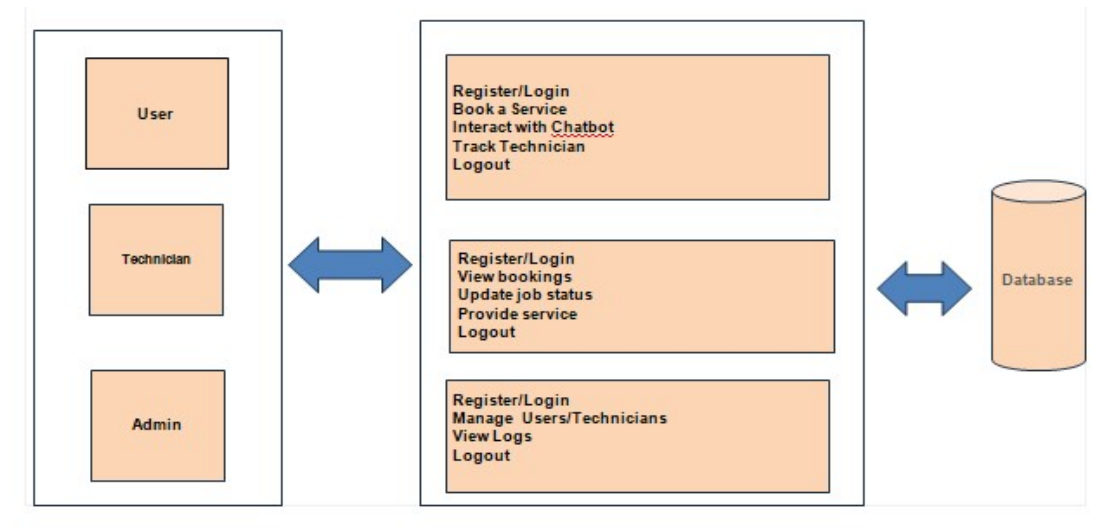 User
Technician
Admin
Register/Login
Book a Service
Interact with Chatbot
Track Technician
Logout
Register/Login
View bookings
Update job status
Provide service
Logout
Register/Login
Manage Users/Technicians
View Logs
Logout
Database